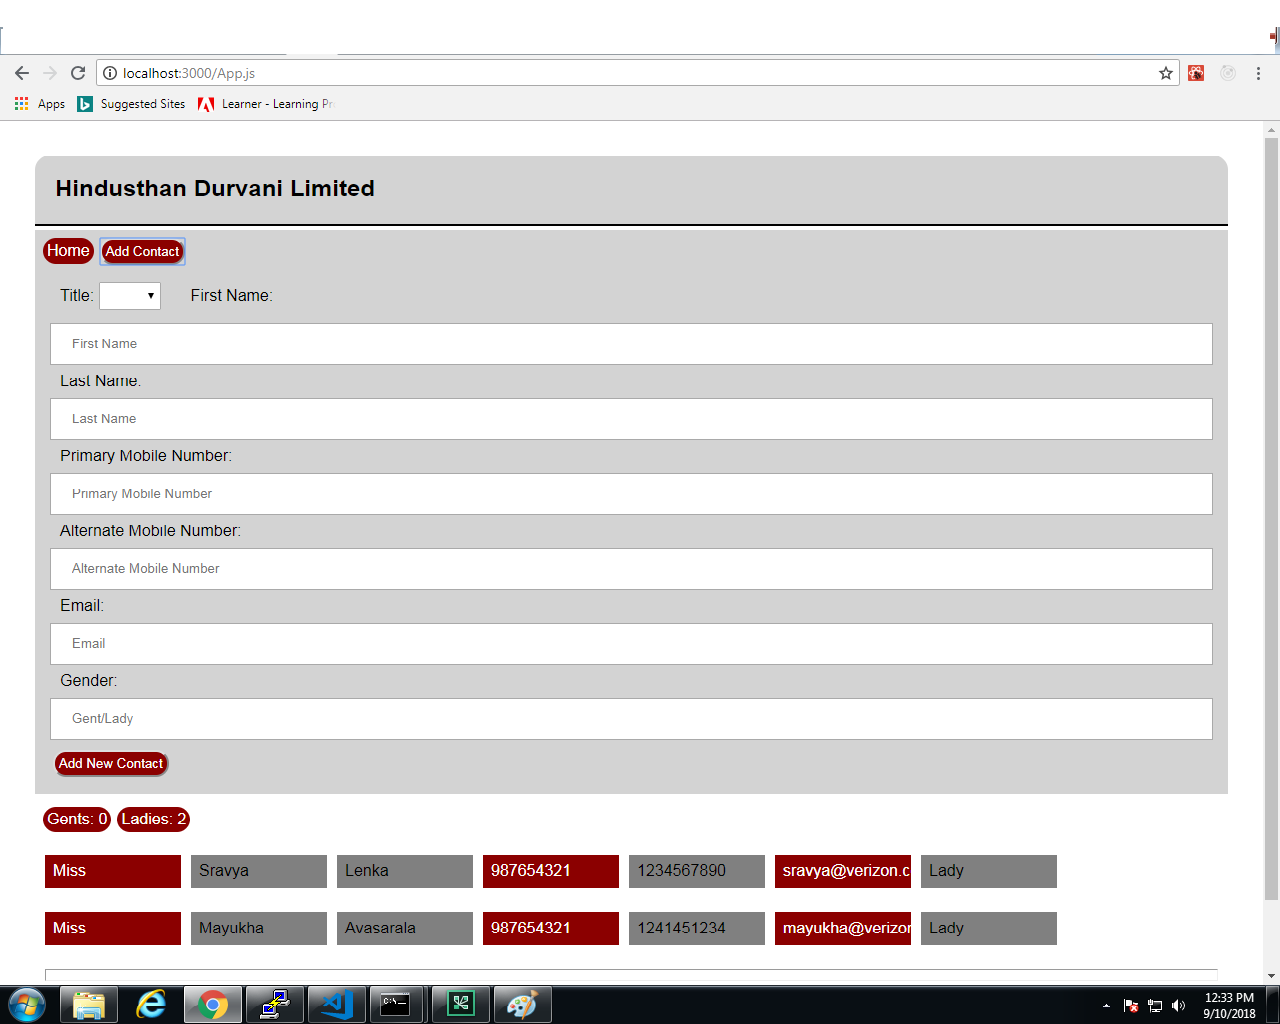 localhost:3000/App.js
Apps Suggested Sites Learner - Learning Pr
Hindusthan Durvani Limited
Home Add Contact
Title: First Name:
First Name
Last Name:
Last Name
Primary Mobile Number:
Primary Mobile Number
Alternate Mobile Number:
Alternate Mobile Number
Email:
Email
Gender:
Gent/Lady
Add New Contact
Gents: 0 Ladies: 2
Miss Sravya Lenka 987654321 1234567890 sravya@verizon.c Lady
Miss Mayukha Avasarala 987654321 1241451234 mayukha@verizon Lady
C:\_
12:33 PM
9/10/2018